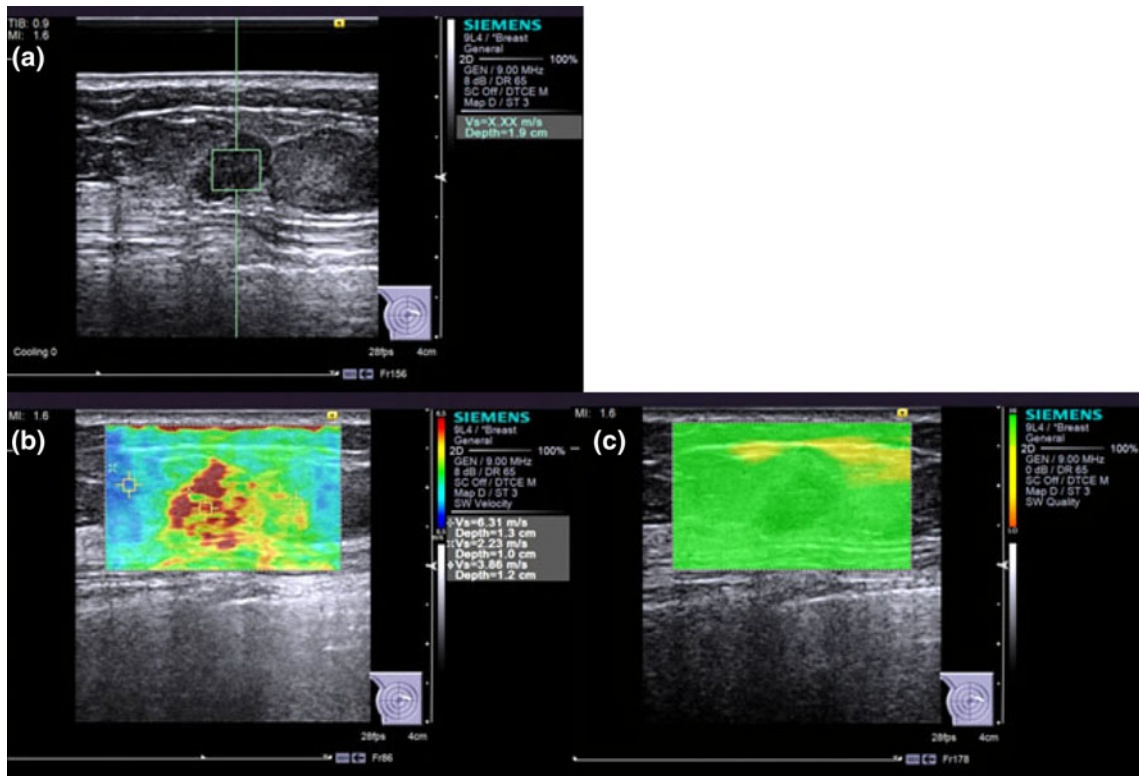 TIB: 0.9
MI: 1.6
(a)
SIEMENS
9L4 / *Breast
General
2D 100%
GEN / 9.00 MHz
8 dB / DR 65
SC Off / DTCE M
Map D / ST 3
Vs=X.XX m/s
Depth=1.9 cm
Cooling 0
28fps 4cm
Fr156
MI: 1.6
(b)
SIEMENS
9L4 / *Breast
General
2D 100%
GEN / 9.00 MHz
8 dB / DR 65
SC Off / DTCE M
Map D / ST 3
SW Velocity
Vs=6.31 m/s
Depth=1.3 cm
Vs=2.23 m/s
Depth=1.0 cm
Vs=3.86 m/s
Depth=1.2 cm
28fps 4cm
Fr86
MI: 1.6
(c)
SIEMENS
9L4 / *Breast
General
2D 100%
GEN / 9.00 MHz
0 dB / DR 65
SC Off / DTCE M
Map D / ST 3
SW Quality
28fps 4cm
Fr178